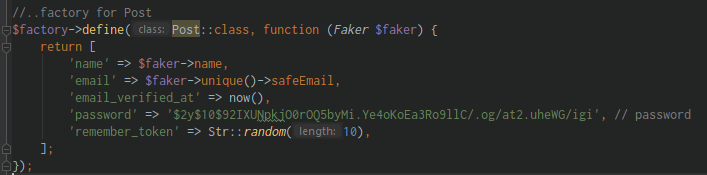 //..factory for Post
$factory->define( class: Post::class, function (Faker $faker) {
    return [
        'name' => $faker->name,
        'email' => $faker->unique()->safeEmail,
        'email_verified_at' => now(),
        'password' => '$2y$10$92IXUNpkjO0rOQ5byMi.Ye4oKoEa3Ro9llC/.og/at2.uheWG/igi', // password
        'remember_token' => Str::random( length: 10),
    ];
});